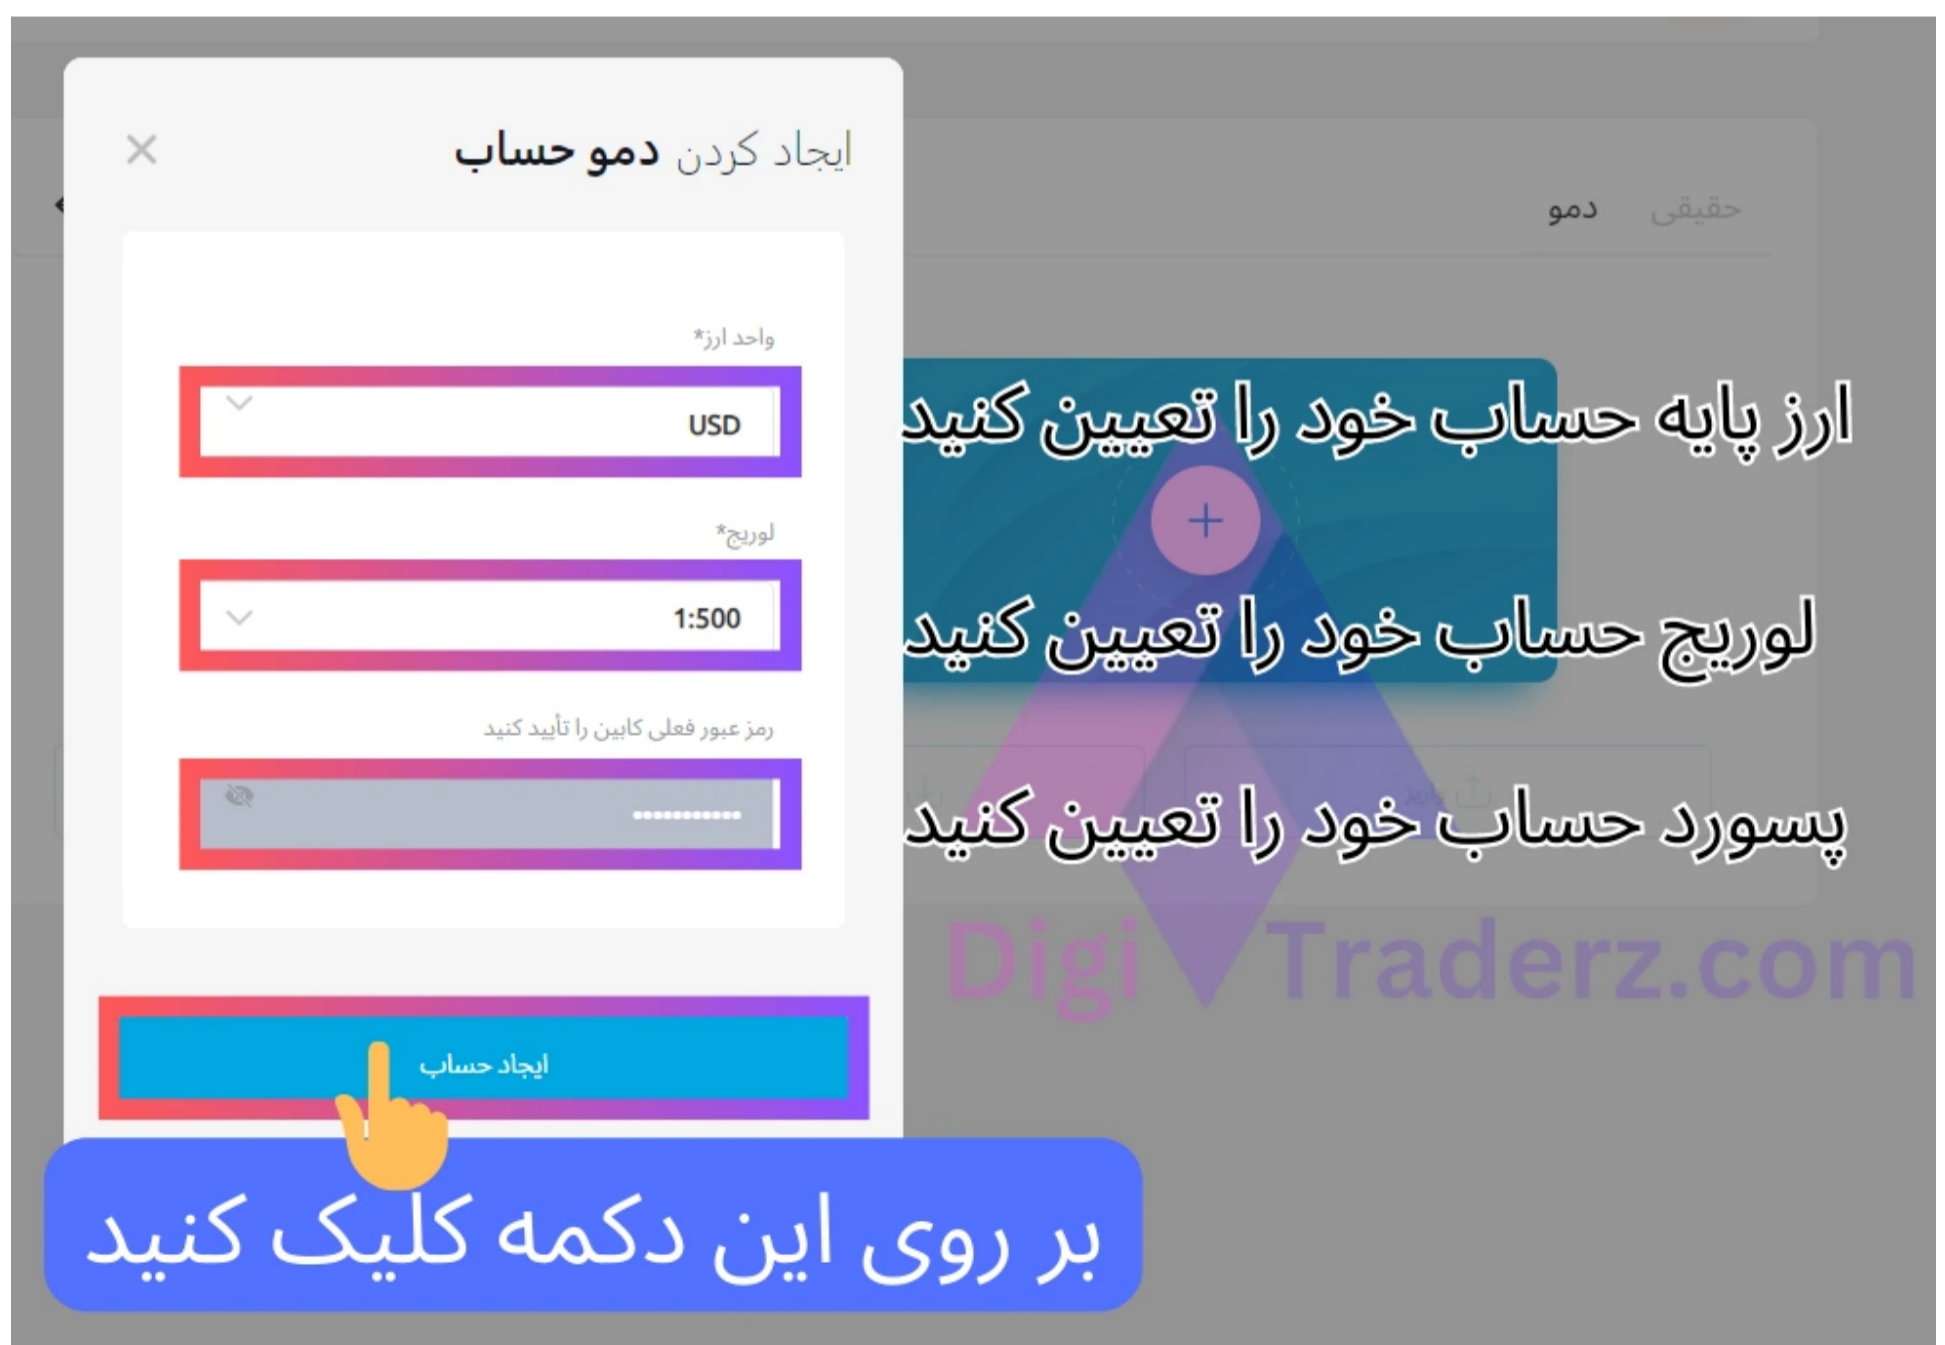 ایجاد کردن دمو حساب
حقیقی دمو
واحد ارز*
USD
ارز پایه حساب خود را تعیین کنید
لوریج*
1:500
لوریج حساب خود را تعیین کنید
رمز عبور فعلی کابین را تأیید کنید
پسورد حساب خود را تعیین کنید
Digi Traderz.com
ایجاد حساب
بر روی این دکمه کلیک کنید